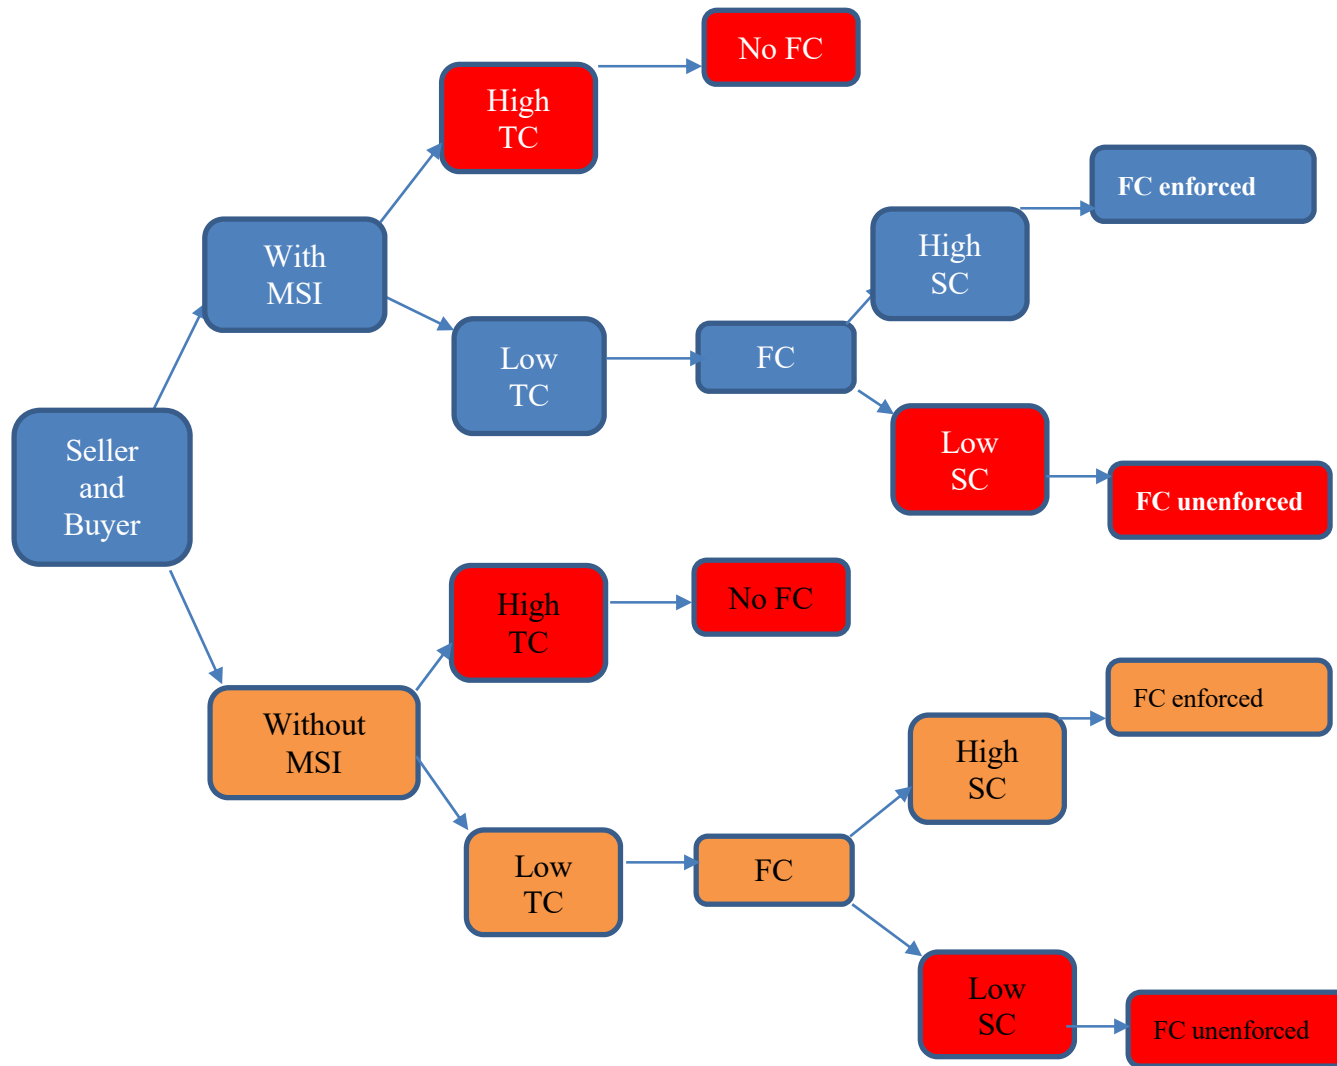 No FC
High
TC
FC enforced
With
MSI
High
SC
Low
TC
FC
Seller
and
Buyer
Low
SC
FC unenforced
High
TC
No FC
Without
MSI
FC enforced
High
SC
Low
TC
FC
Low
SC
FC unenforced